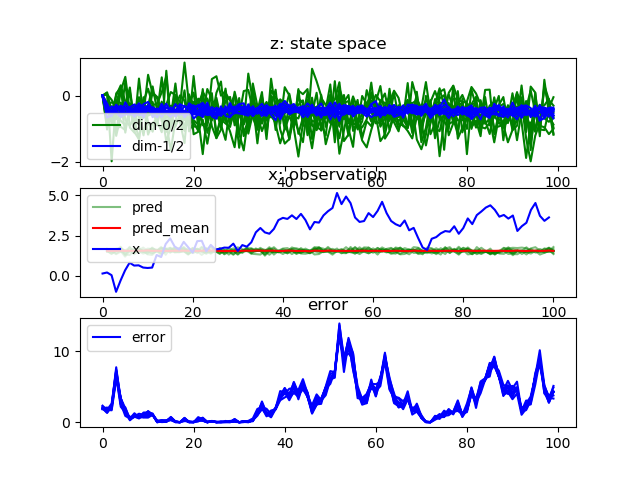 z: state space
0
−2
dim-0/2
dim-1/2
0 20 40 60 80 100
x: observation
5.0
2.5
0.0
pred
pred_mean
x
0 20 40 60 80 100
error
10
0
error
0 20 40 60 80 100